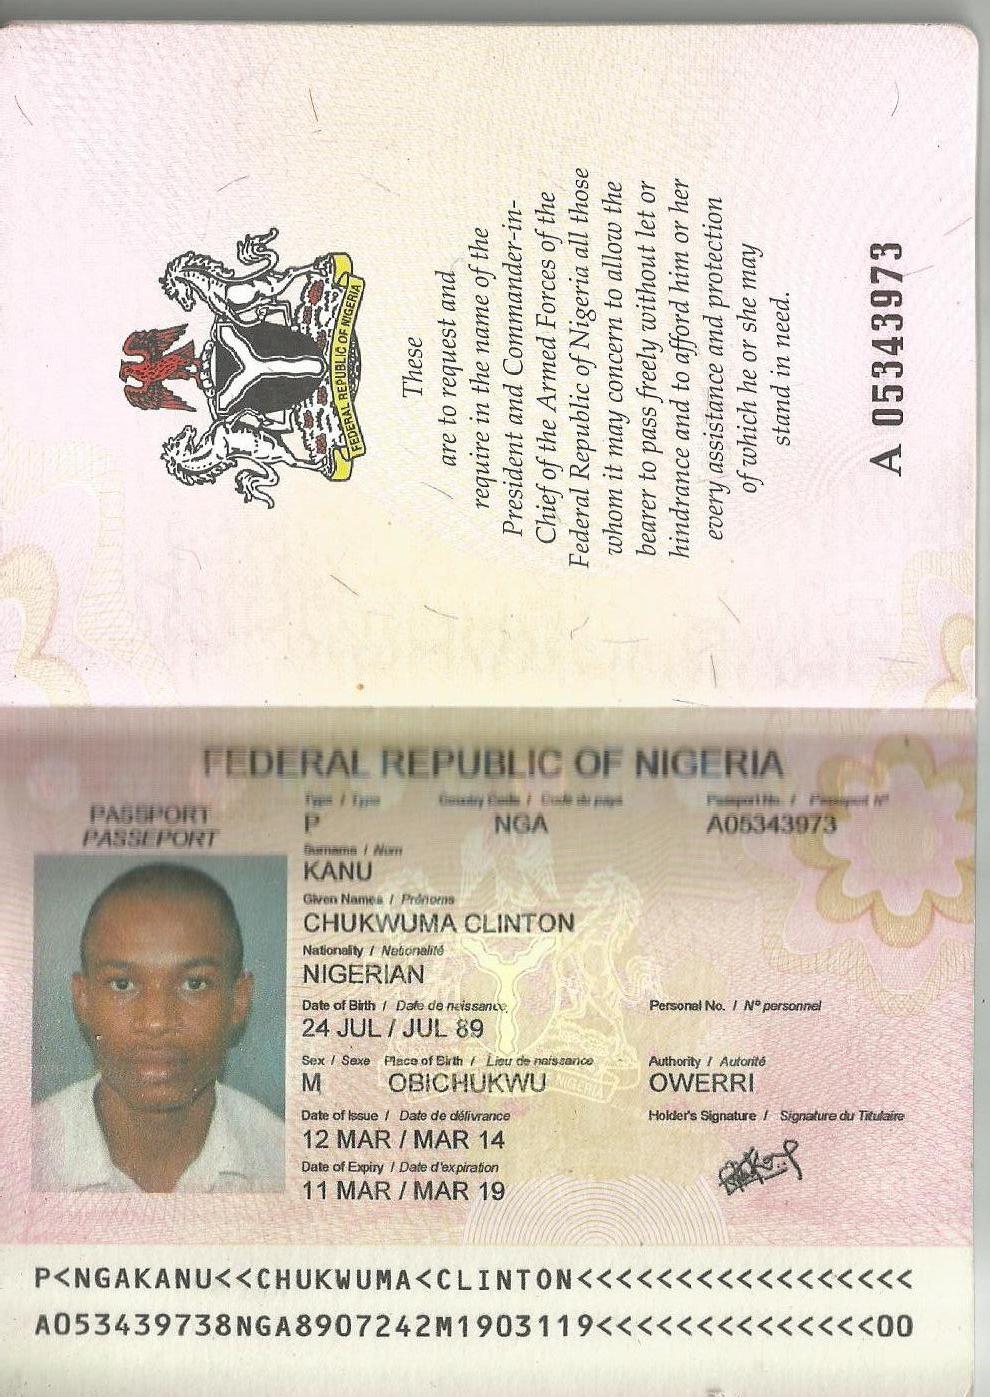 FEDERAL REPUBLIC OF NIGERIA
These
are to request and
require in the name of the
President and Commander-in-
Chief of the Armed Forces of the
Federal Republic of Nigeria all those
whom it may concern to allow the
bearer to pass freely without let or
hindrance and to afford him or her
every assistance and protection
of which he or she may
stand in need.
A 05343973
FEDERAL REPUBLIC OF NIGERIA
PASSPORT
PASSEPORT
Type / Type Country Code / Code du pays Passport No. / Passeport N°
P NGA A05343973
Surname / Nom
KANU
Given Names / Prénoms
CHUKWUMA CLINTON
Nationality / Nationalité
NIGERIAN
Date of Birth / Date de naissance Personal No. / N° personnel
24 JUL / JUL 89
Sex / Sexe Place of Birth / Lieu de naissance Authority / Autorité
M OBICHUKWU OWERRI
Date of Issue / Date de délivrance Holder's Signature / Signature du Titulaire
12 MAR / MAR 14
Date of Expiry / Date d'expiration
11 MAR / MAR 19
P<NGAKANU<<CHUKWUMA<CLINTON<<<<<<<<<<<<<<<<<
A053439738NGA8907242M1903119<<<<<<<<<<<<<<00